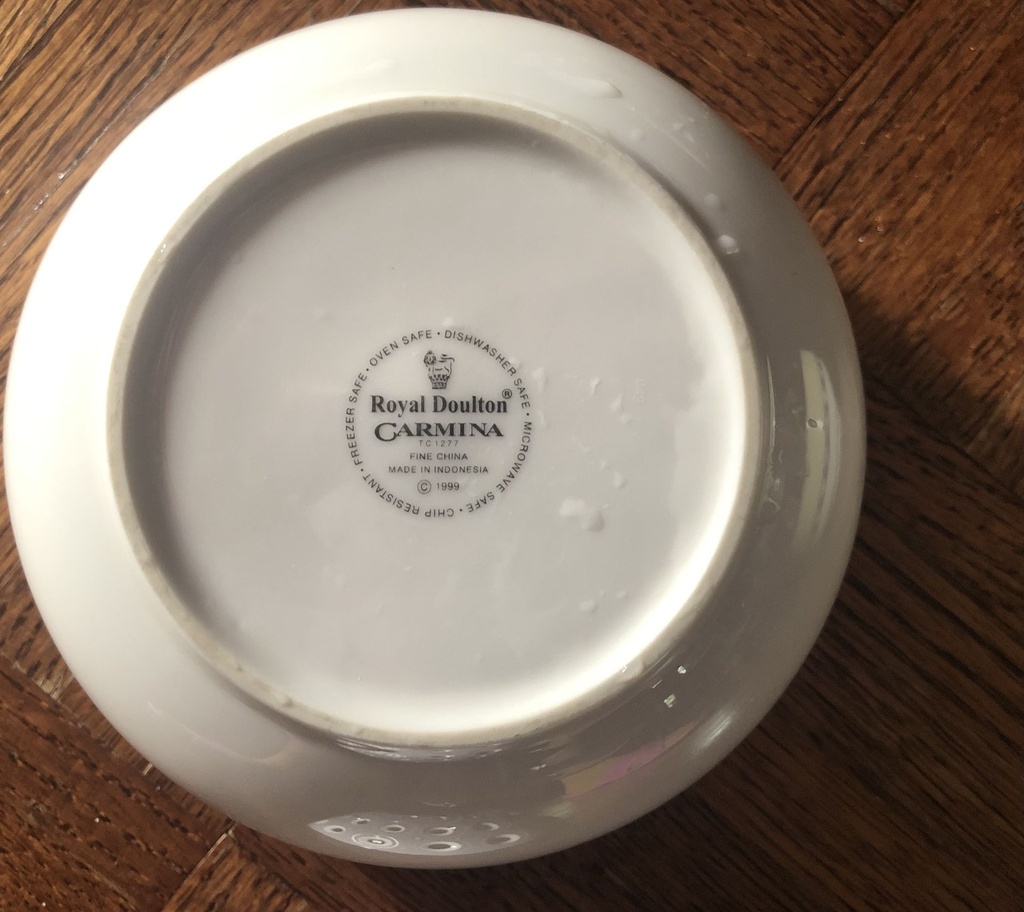 FREEZER SAFE • OVEN SAFE • DISHWASHER SAFE • MICROWAVE SAFE • CHIP RESISTANT •
Royal Doulton®
CARMINA
TC1277
FINE CHINA
MADE IN INDONESIA
© 1999